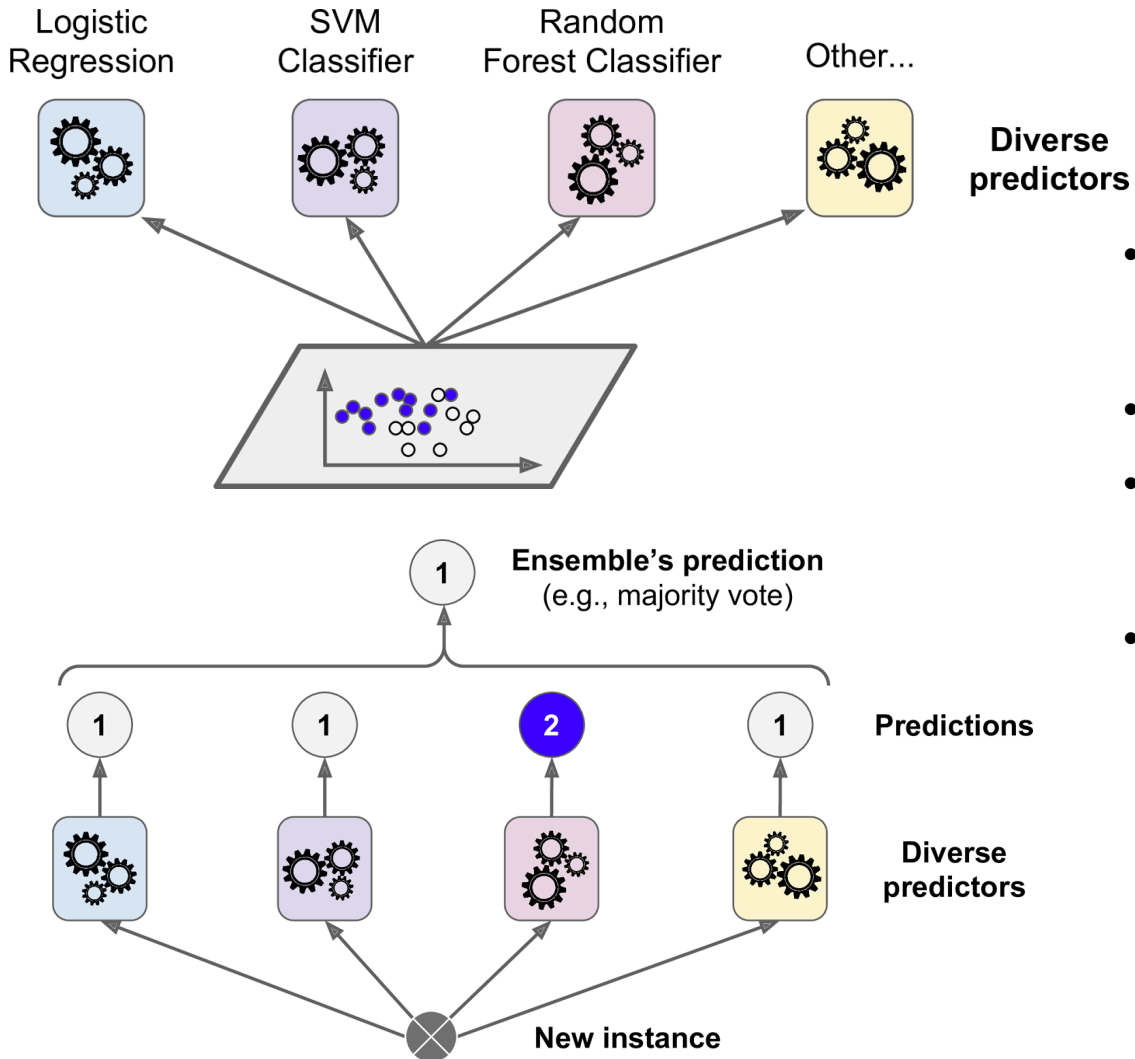 Logistic
Regression
SVM
Classifier
Random
Forest Classifier
Other...
Diverse
predictors
•
•
•
•
1
Ensemble’s prediction
(e.g., majority vote)
1
1
2
1
Predictions
Diverse
predictors
New instance